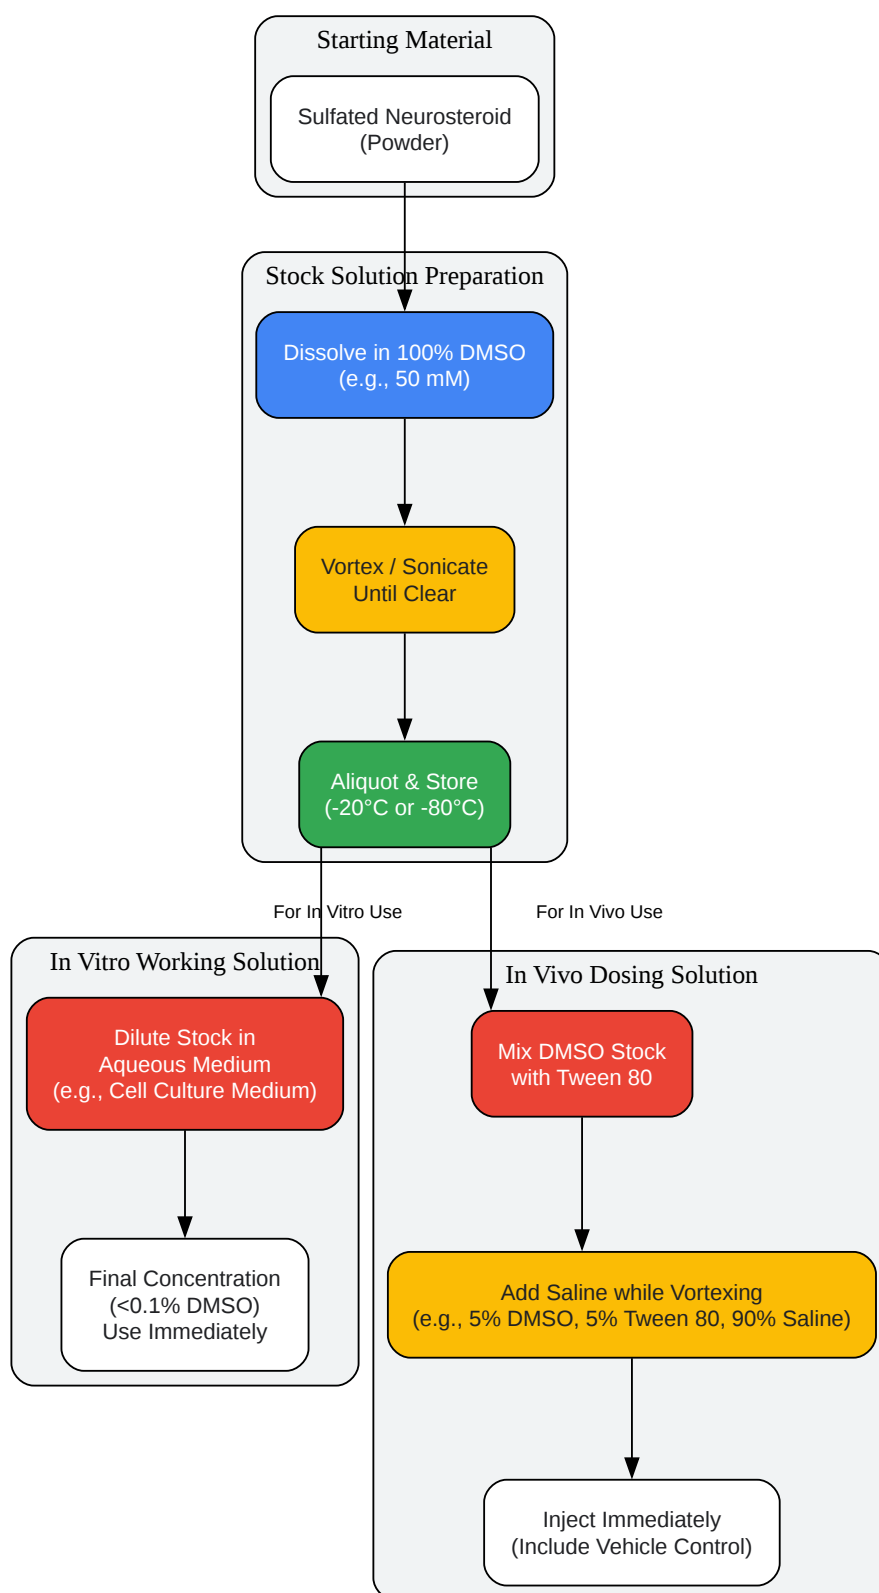 Starting Material
Sulfated Neurosteroid
(Powder)
Stock Solution Preparation
Dissolve in 100% DMSO
(e.g., 50 mM)
Vortex / Sonicate
Until Clear
Aliquot & Store
(-20°C or -80°C)
For In Vitro Use
For In Vivo Use
In Vitro Working Solution
Dilute Stock in
Aqueous Medium
(e.g., Cell Culture Medium)
Final Concentration
(<0.1% DMSO)
Use Immediately
In Vivo Dosing Solution
Mix DMSO Stock
with Tween 80
Add Saline while Vortexing
(e.g., 5% DMSO, 5% Tween 80, 90% Saline)
Inject Immediately
(Include Vehicle Control)